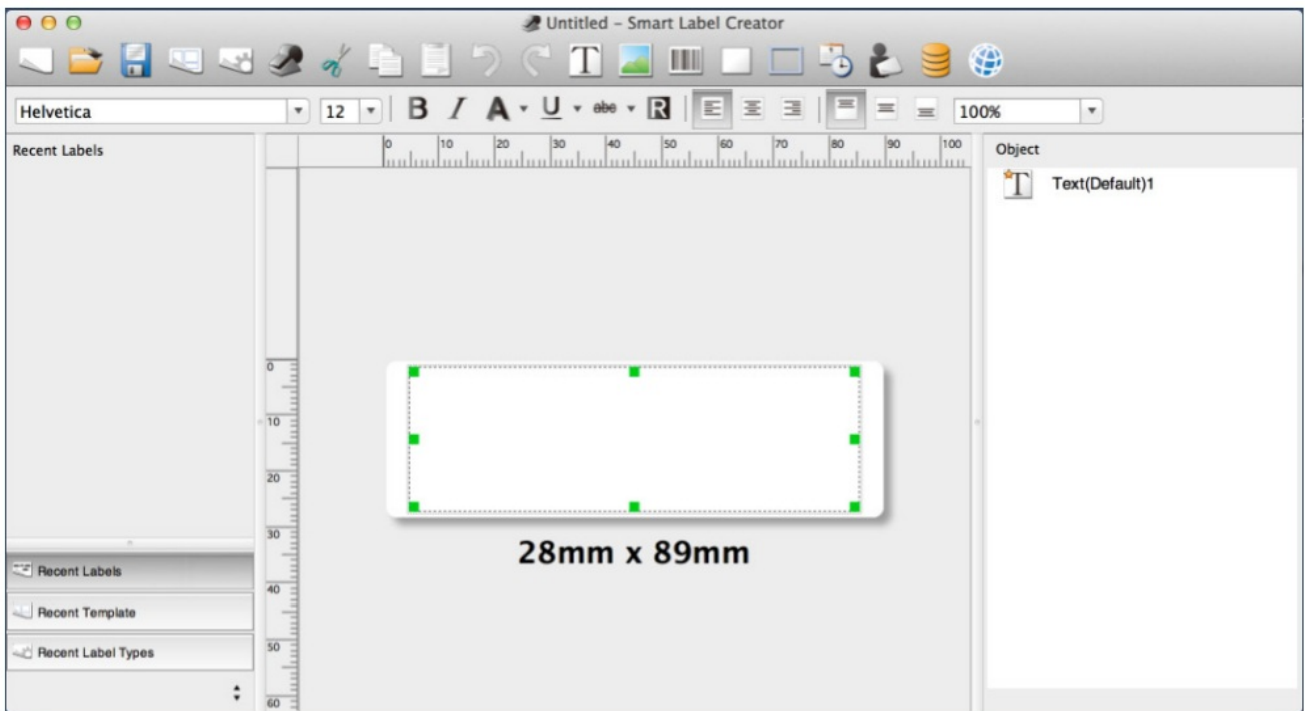 Untitled – Smart Label Creator
T
Helvetica
12
B I A U abc R
100%
Recent Labels
0 10 20 30 40 50 60 70 80 90 100
Object
T Text(Default)1
0
10
20
30
40
50
60
28mm x 89mm
Recent Labels
Recent Template
Recent Label Types